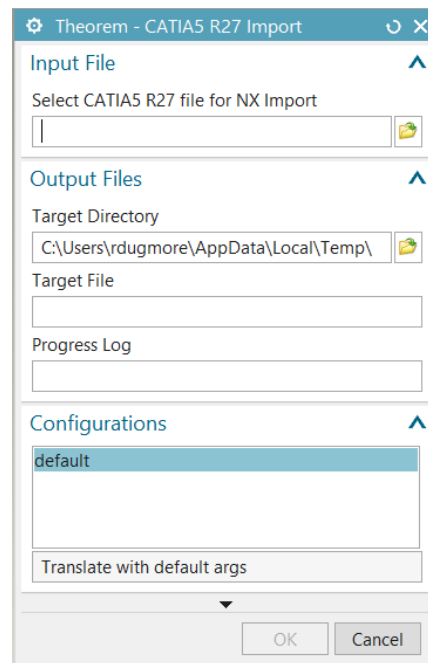 Theorem - CATIA5 R27 Import
Input File
Select CATIA5 R27 file for NX Import
Output Files
Target Directory
C:\Users\rdugmore\AppData\Local\Temp\
Target File
Progress Log
Configurations
default
Translate with default args
OK
Cancel